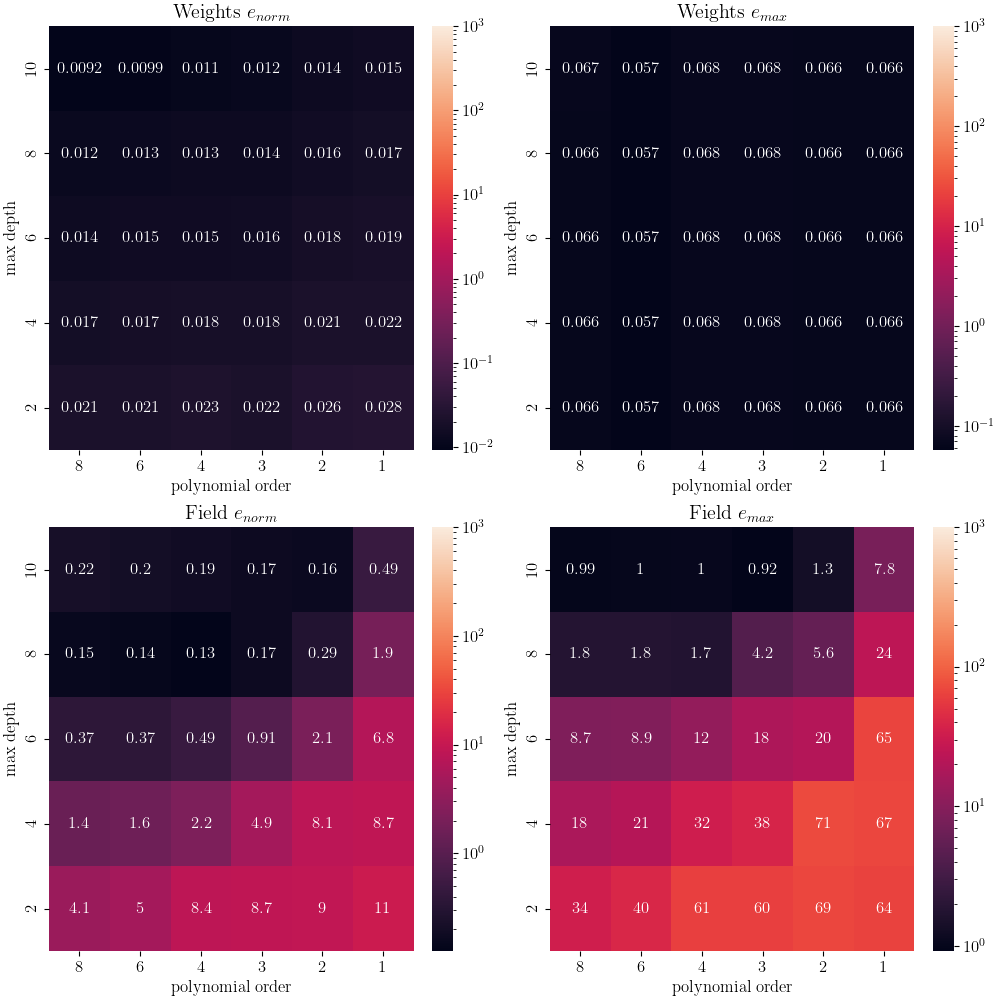 Weights e_norm
10 0.0092 0.0099 0.011 0.012 0.014 0.015
8 0.012 0.013 0.013 0.014 0.016 0.017
6 0.014 0.015 0.015 0.016 0.018 0.019
4 0.017 0.017 0.018 0.018 0.021 0.022
2 0.021 0.021 0.023 0.022 0.026 0.028
max depth
8 6 4 3 2 1
polynomial order
10^3
10^2
10^1
10^0
10^−1
10^−2
Weights e_max
10 0.067 0.057 0.068 0.068 0.066 0.066
8 0.066 0.057 0.068 0.068 0.066 0.066
6 0.066 0.057 0.068 0.068 0.066 0.066
4 0.066 0.057 0.068 0.068 0.066 0.066
2 0.066 0.057 0.068 0.068 0.066 0.066
max depth
8 6 4 3 2 1
polynomial order
10^3
10^2
10^1
10^0
10^−1
Field e_norm
10 0.22 0.2 0.19 0.17 0.16 0.49
8 0.15 0.14 0.13 0.17 0.29 1.9
6 0.37 0.37 0.49 0.91 2.1 6.8
4 1.4 1.6 2.2 4.9 8.1 8.7
2 4.1 5 8.4 8.7 9 11
max depth
8 6 4 3 2 1
polynomial order
10^3
10^2
10^1
10^0
Field e_max
10 0.99 1 1 0.92 1.3 7.8
8 1.8 1.8 1.7 4.2 5.6 24
6 8.7 8.9 12 18 20 65
4 18 21 32 38 71 67
2 34 40 61 60 69 64
max depth
8 6 4 3 2 1
polynomial order
10^3
10^2
10^1
10^0